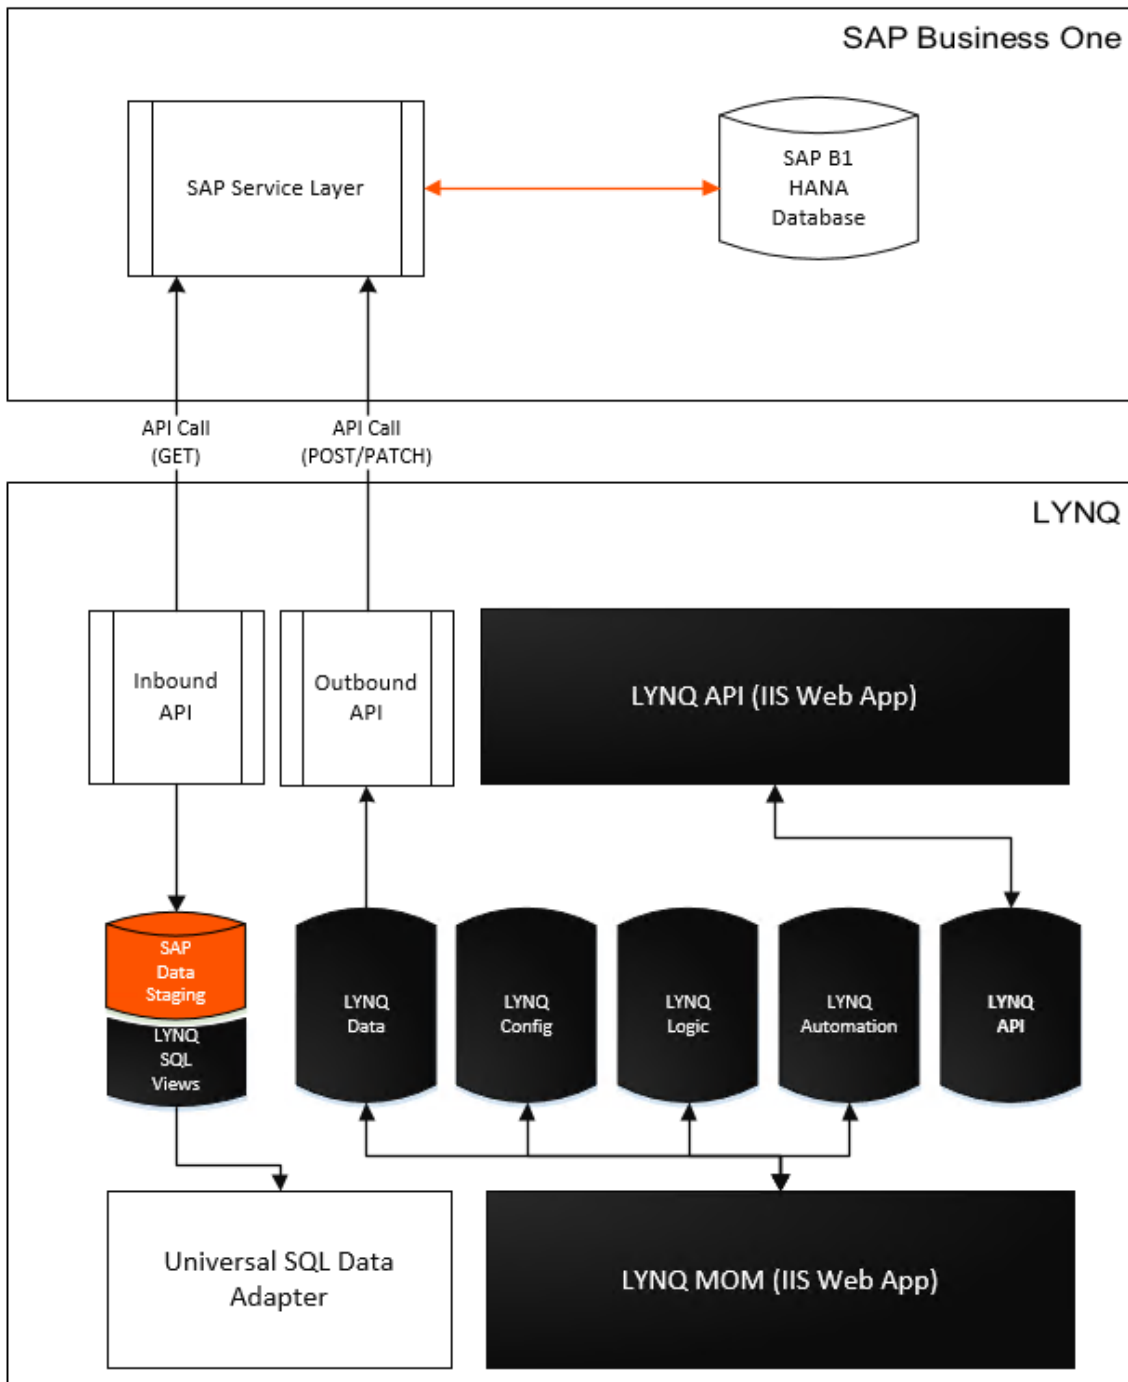 SAP Business One
SAP Service Layer
SAP B1
HANA
Database
API Call
(GET)
API Call
(POST/PATCH)
LYNQ
Inbound
API
Outbound
API
LYNQ API (IIS Web App)
SAP
Data
Staging
LYNQ
SQL
Views
LYNQ
Data
LYNQ
Config
LYNQ
Logic
LYNQ
Automation
LYNQ
API
Universal SQL Data
Adapter
LYNQ MOM (IIS Web App)